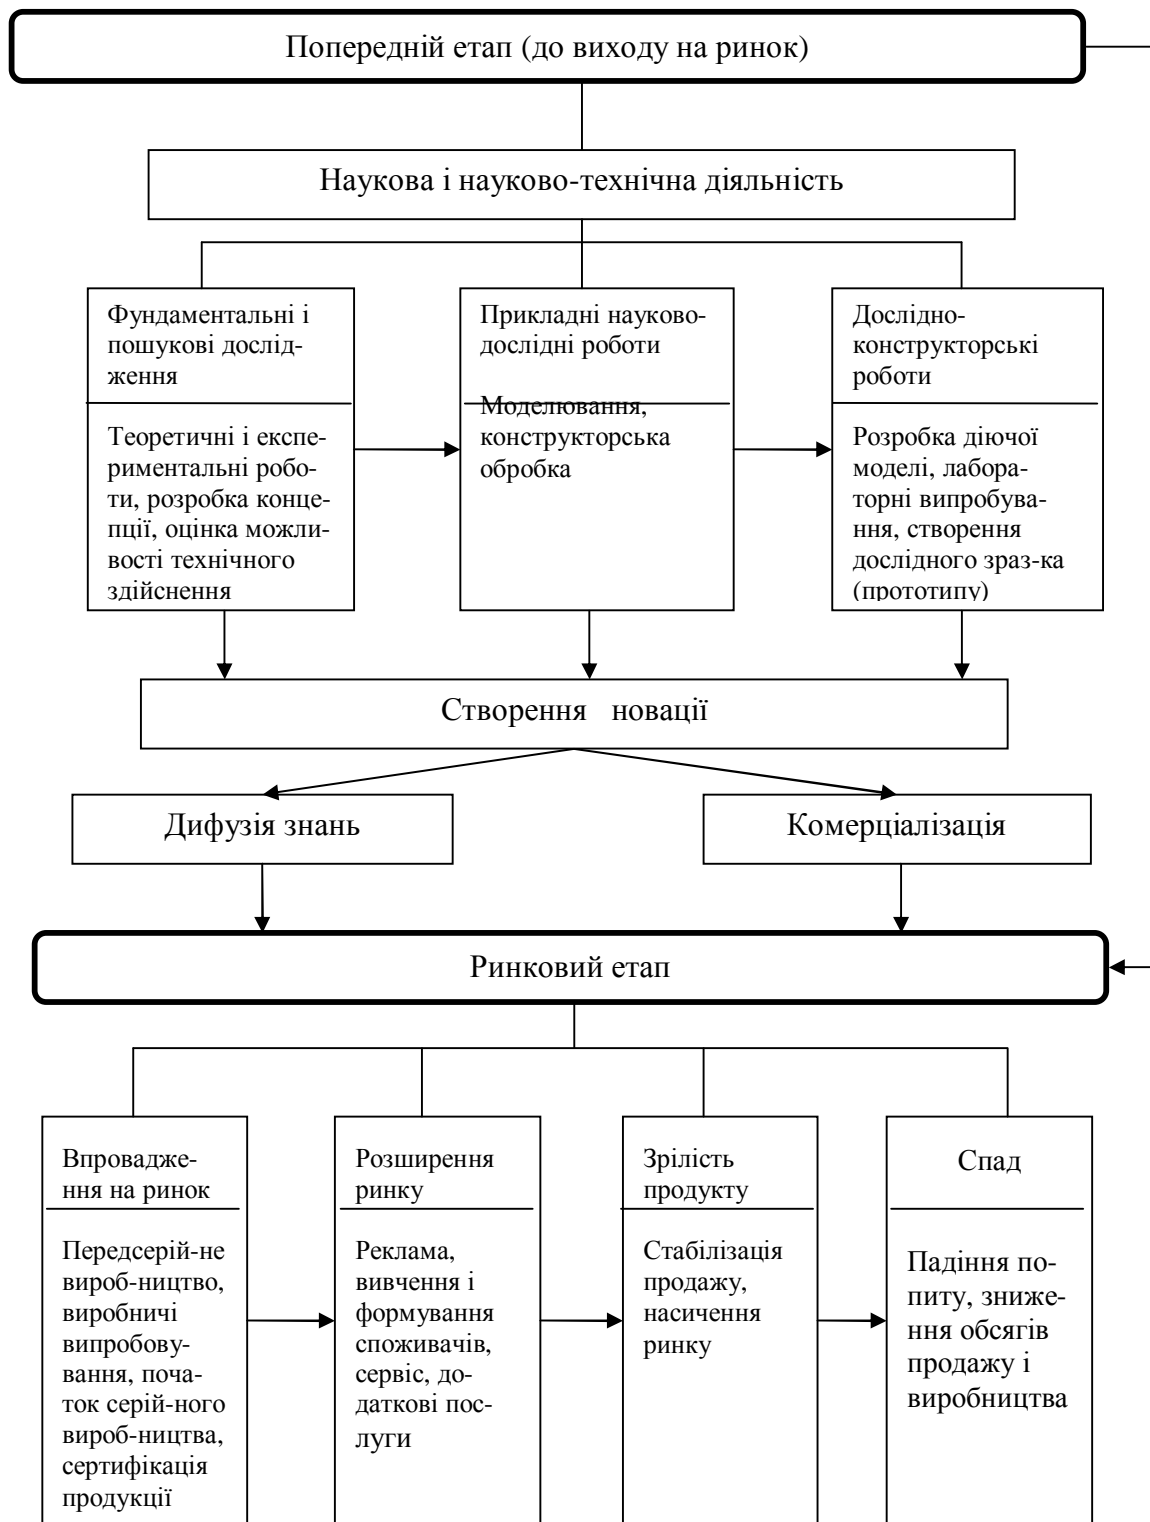 Попередній етап (до виходу на ринок)
Наукова і науково-технічна діяльність
Фундаментальні і
пошукові дослід-
ження
Теоретичні і експе-
риментальні робо-
ти, розробка конце-
пції, оцінка можли-
вості технічного
здійснення
Прикладні науково-
дослідні роботи
Моделювання,
конструкторська
обробка
Дослідно-
конструкторські
роботи
Розробка діючої
моделі, лабора-
торні випробува-
ння, створення
дослідного зраз-ка
(прототипу)
Створення новації
Дифузія знань
Комерціалізація
Ринковий етап
Впроваджe-
ння на ринок
Передсерій-не
вироб-ництво,
виробничі
випробову-
вання, поча-
ток серій-ного
вироб-ництва,
сертифікація
продукції
Розширення
ринку
Реклама,
вивчення і
формування
споживачів,
сервіс, до-
даткові пос-
луги
Зрілість
продукту
Стабілізація
продажу,
насичення
ринку
Спад
Падіння по-
питу, зниже-
ння обсягів
продажу і
виробництва